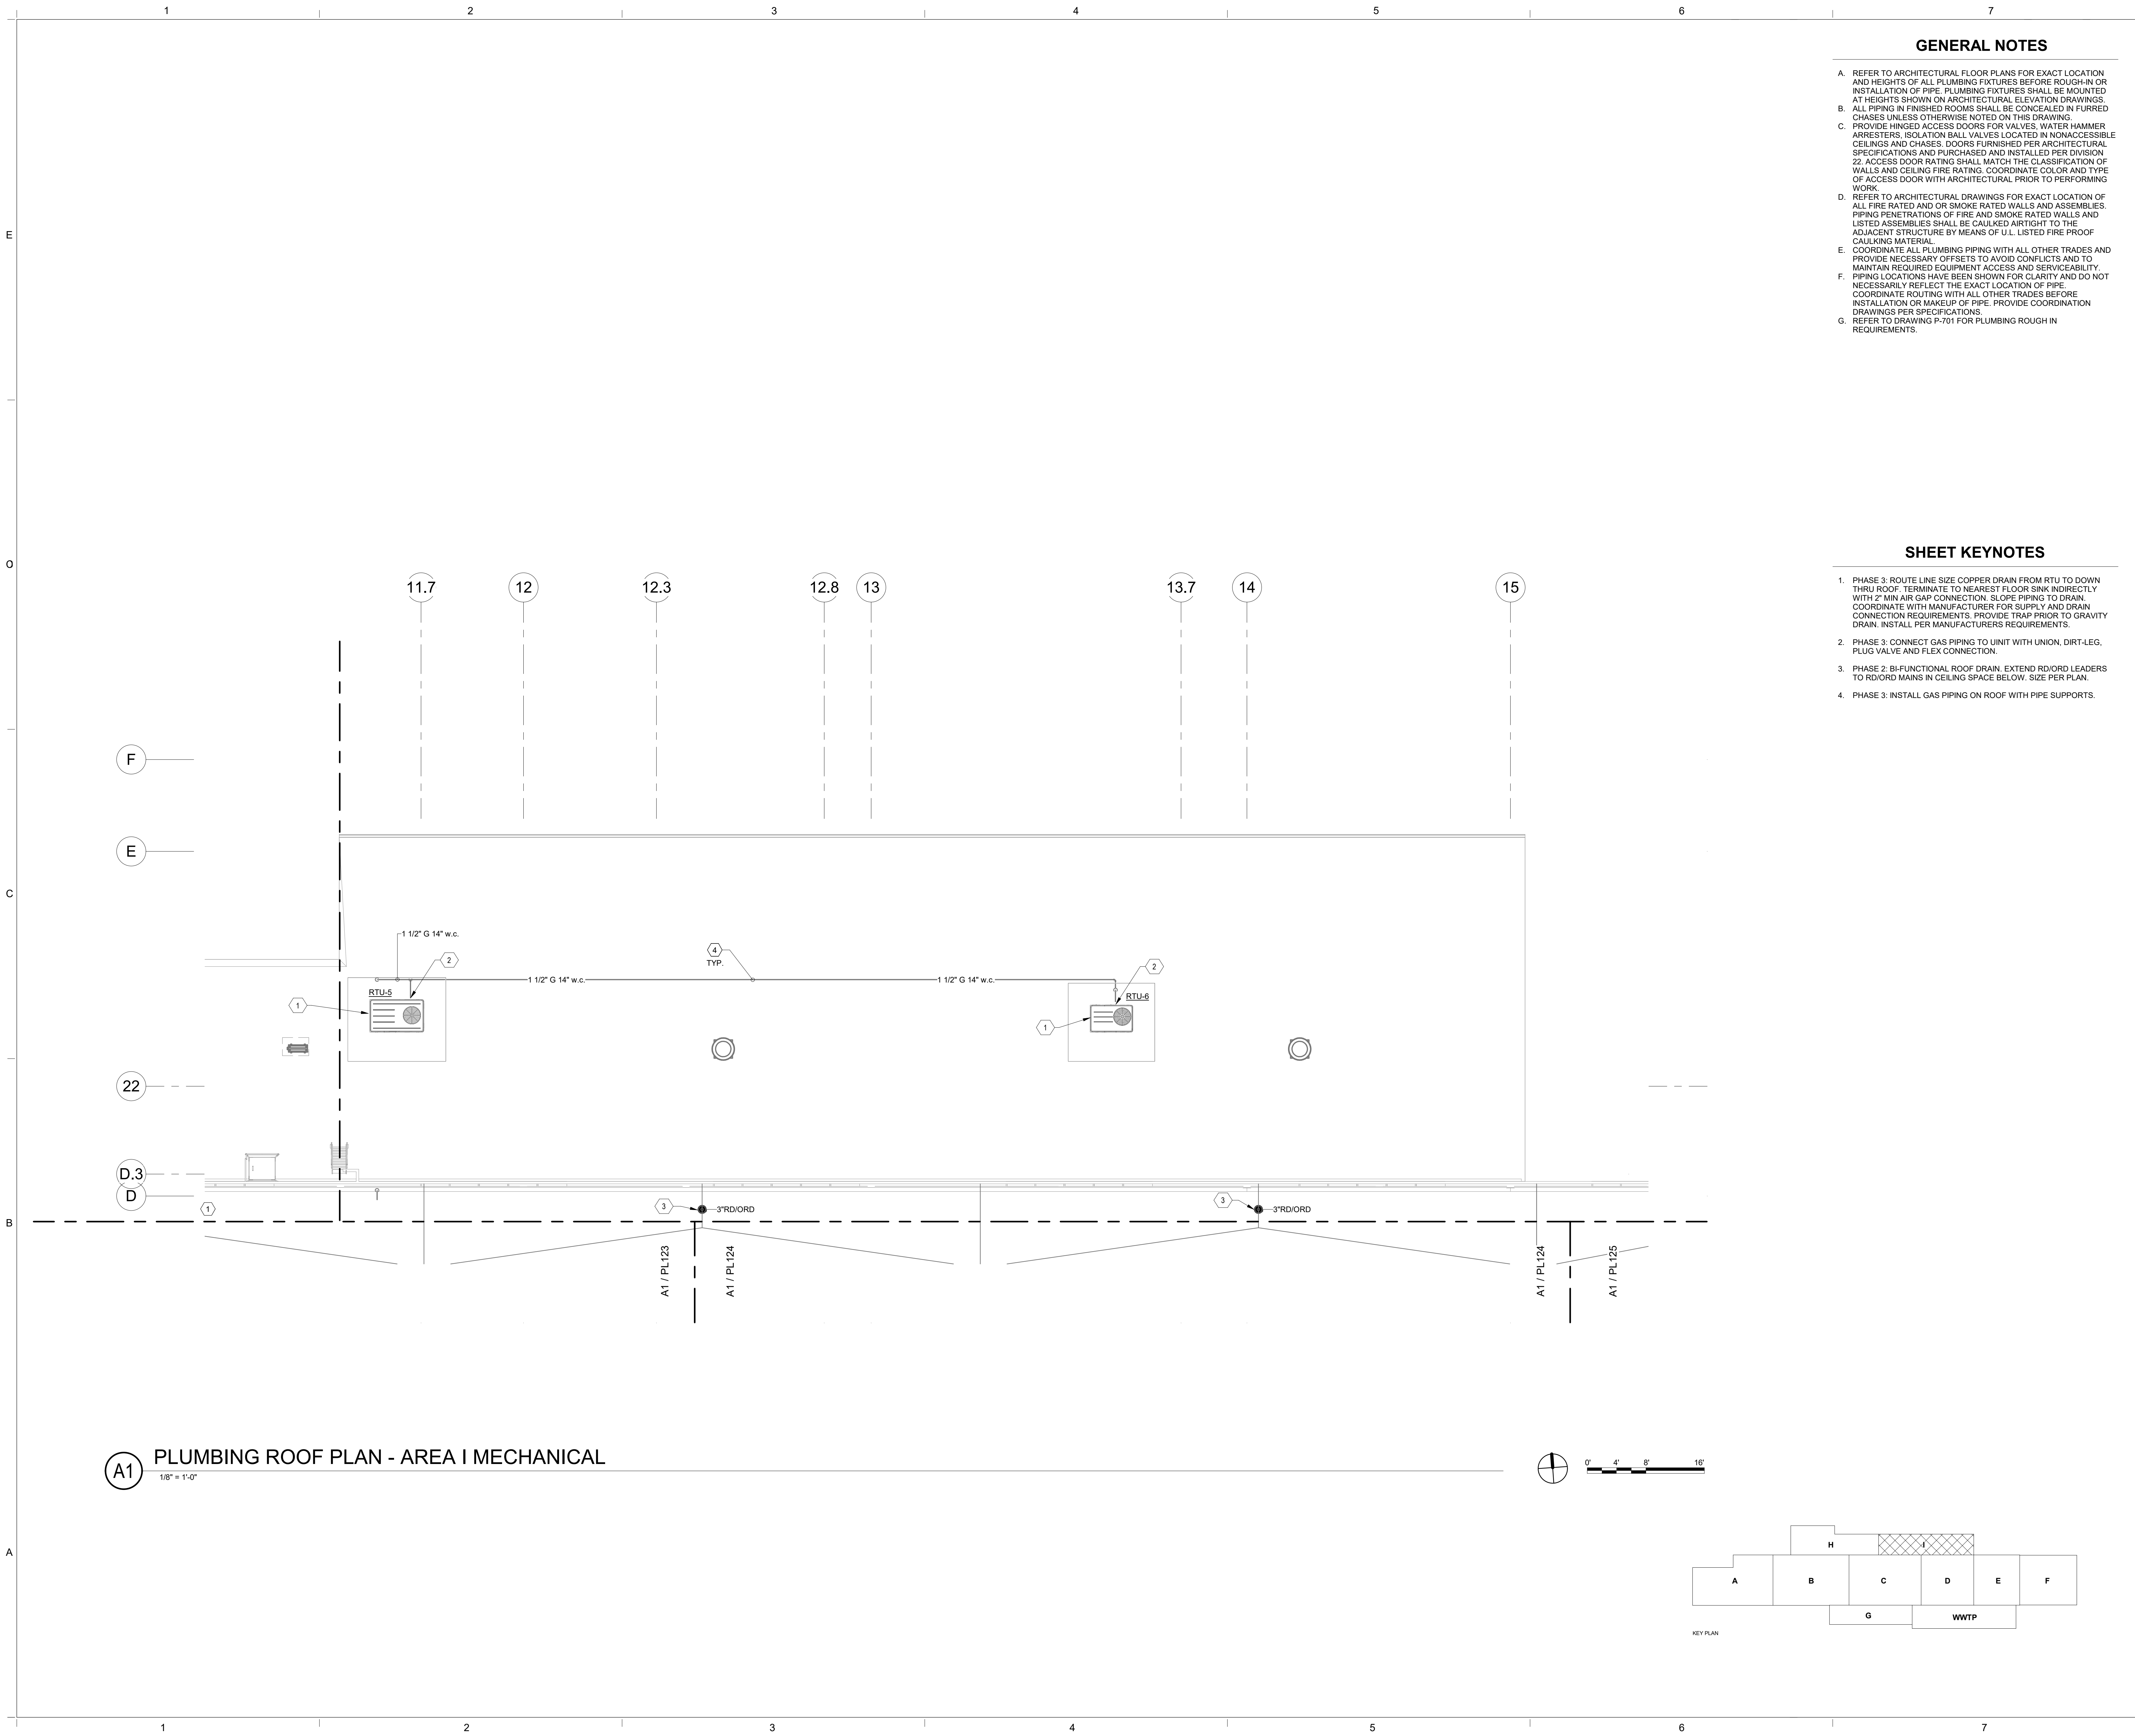 1 2 3 4 5 6 7
GENERAL NOTES
A. REFER TO ARCHITECTURAL FLOOR PLANS FOR EXACT LOCATION
AND HEIGHTS OF ALL PLUMBING FIXTURES BEFORE ROUGH-IN OR
INSTALLATION OF PIPE. PLUMBING FIXTURES SHALL BE MOUNTED
AT HEIGHTS SHOWN ON ARCHITECTURAL ELEVATION DRAWINGS.
B. ALL PIPING IN FINISHED ROOMS SHALL BE CONCEALED IN FURRED
CHASES UNLESS OTHERWISE NOTED ON THIS DRAWING.
C. PROVIDE HINGED ACCESS DOORS FOR VALVES, WATER HAMMER
ARRESTERS, ISOLATION BALL VALVES LOCATED IN NONACCESSIBLE
CEILINGS AND CHASES. DOORS FURNISHED PER ARCHITECTURAL
SPECIFICATIONS AND PURCHASED AND INSTALLED PER DIVISION
22. ACCESS DOOR RATING SHALL MATCH THE CLASSIFICATION OF
WALLS AND CEILING FIRE RATING. COORDINATE COLOR AND TYPE
OF ACCESS DOOR WITH ARCHITECTURAL PRIOR TO PERFORMING
WORK.
D. REFER TO ARCHITECTURAL DRAWINGS FOR EXACT LOCATION OF
ALL FIRE RATED AND OR SMOKE RATED WALLS AND ASSEMBLIES.
PIPING PENETRATIONS OF FIRE AND SMOKE RATED WALLS AND
LISTED ASSEMBLIES SHALL BE CAULKED AIRTIGHT TO THE
ADJACENT STRUCTURE BY MEANS OF U.L. LISTED FIRE PROOF
CAULKING MATERIAL.
E. COORDINATE ALL PLUMBING PIPING WITH ALL OTHER TRADES AND
PROVIDE NECESSARY OFFSETS TO AVOID CONFLICTS AND TO
MAINTAIN REQUIRED EQUIPMENT ACCESS AND SERVICEABILITY.
F. PIPING LOCATIONS HAVE BEEN SHOWN FOR CLARITY AND DO NOT
NECESSARILY REFLECT THE EXACT LOCATION OF PIPE.
COORDINATE ROUTING WITH ALL OTHER TRADES BEFORE
INSTALLATION OR MAKEUP OF PIPE. PROVIDE COORDINATION
DRAWINGS PER SPECIFICATIONS.
G. REFER TO DRAWING P-701 FOR PLUMBING ROUGH IN
REQUIREMENTS.
E
SHEET KEYNOTES
1. PHASE 3: ROUTE LINE SIZE COPPER DRAIN FROM RTU TO DOWN
THRU ROOF. TERMINATE TO NEAREST FLOOR SINK INDIRECTLY
WITH 2" MIN AIR GAP CONNECTION. SLOPE PIPING TO DRAIN.
COORDINATE WITH MANUFACTURER FOR SUPPLY AND DRAIN
CONNECTION REQUIREMENTS. PROVIDE TRAP PRIOR TO GRAVITY
DRAIN. INSTALL PER MANUFACTURERS REQUIREMENTS.
2. PHASE 3: CONNECT GAS PIPING TO UINIT WITH UNION, DIRT-LEG,
PLUG VALVE AND FLEX CONNECTION.
3. PHASE 2: BI-FUNCTIONAL ROOF DRAIN. EXTEND RD/ORD LEADERS
TO RD/ORD MAINS IN CEILING SPACE BELOW. SIZE PER PLAN.
4. PHASE 3: INSTALL GAS PIPING ON ROOF WITH PIPE SUPPORTS.
O
11.7 12 12.3 12.8 13 13.7 14 15
F
E
C
1 1/2" G 14" w.c.
4
TYP.
2
2
1 1/2" G 14" w.c.
1 1/2" G 14" w.c.
RTU-5
RTU-6
1
1
22
D.3
D
1
3
3"RD/ORD
3
3"RD/ORD
B
A1 / PL123
A1 / PL124
A1 / PL124
A1 / PL125
A1
PLUMBING ROOF PLAN - AREA I MECHANICAL
1/8" = 1'-0"
0' 4' 8' 16'
A
H I
A B C D E F
G WWTP
KEY PLAN
1 2 3 4 5 6 7